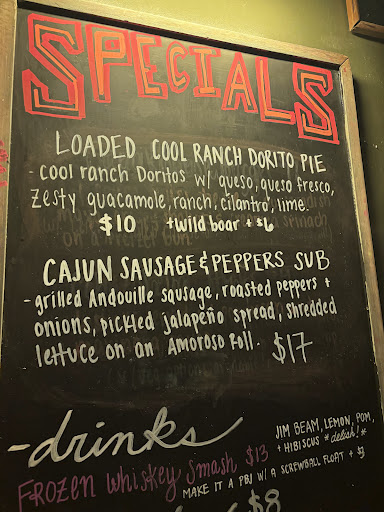 SPECIALS
LOADED COOL RANCH DORITO PIE
- cool ranch Doritos w/ queso, queso fresco,
zesty guacamole, ranch, cilantro, lime
$10 +wild boar + $6
CAJUN SAUSAGE & PEPPERS SUB
- grilled Andouille sausage, roasted peppers +
onions, pickled jalapeño spread, shredded
lettuce on an Amoroso Roll. $17
-drinks
JIM BEAM, LEMON, POM,
+ HIBISCUS *delish!*
FROZEN Whiskey Smash $13
MAKE IT A PBJ W/ A SCREWBALL FLOAT + $3
$8